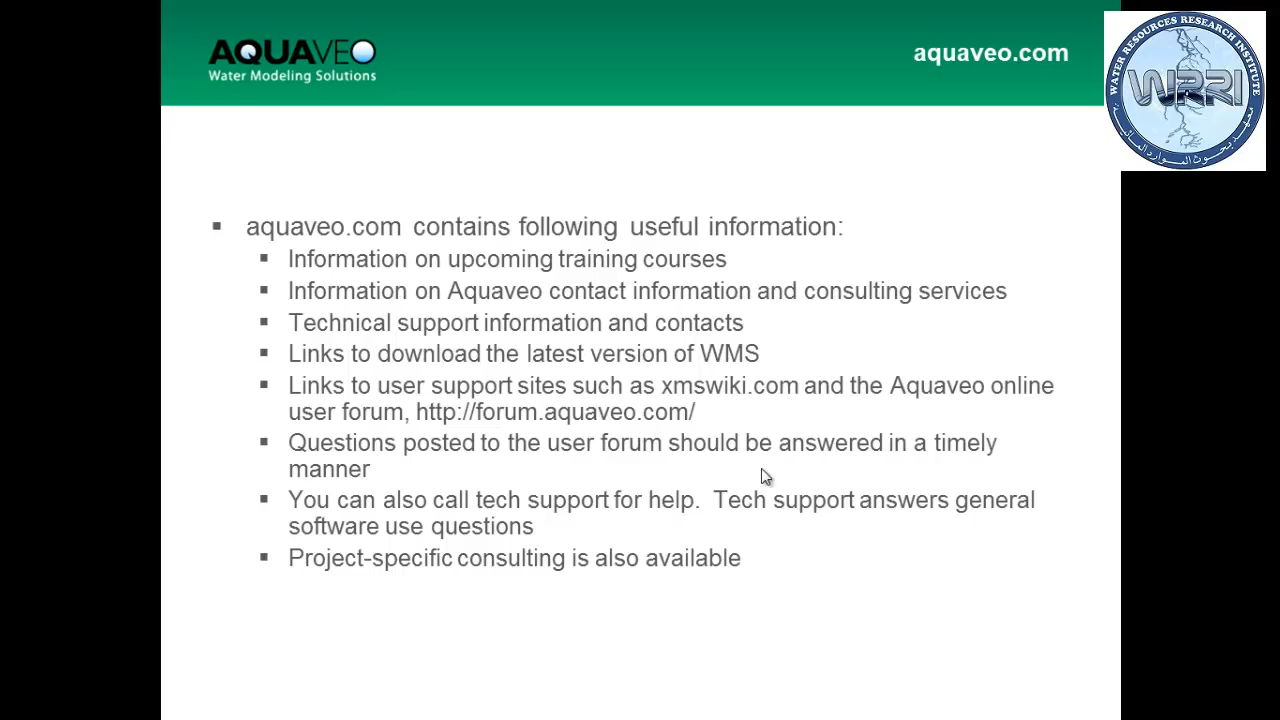 AQUAVEO
Water Modeling Solutions
aquaveo.com
WATER RESOURCES RESEARCH INSTITUTE
WRRI
معهد بحوث الموارد المائية
▪ aquaveo.com contains following useful information:
▪ Information on upcoming training courses
▪ Information on Aquaveo contact information and consulting services
▪ Technical support information and contacts
▪ Links to download the latest version of WMS
▪ Links to user support sites such as xmswiki.com and the Aquaveo online
user forum, http://forum.aquaveo.com/
▪ Questions posted to the user forum should be answered in a timely
manner
▪ You can also call tech support for help. Tech support answers general
software use questions
▪ Project-specific consulting is also available